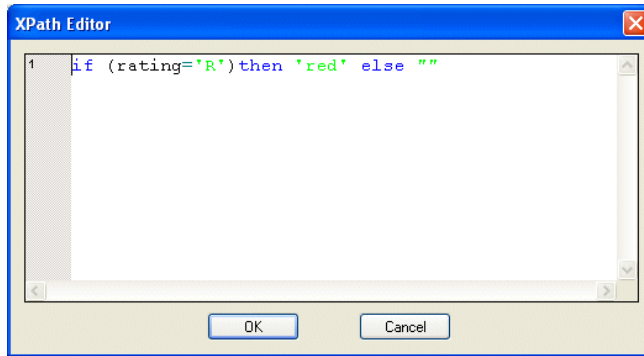 XPath Editor
1 if (rating='R')then 'red' else ""
OK Cancel